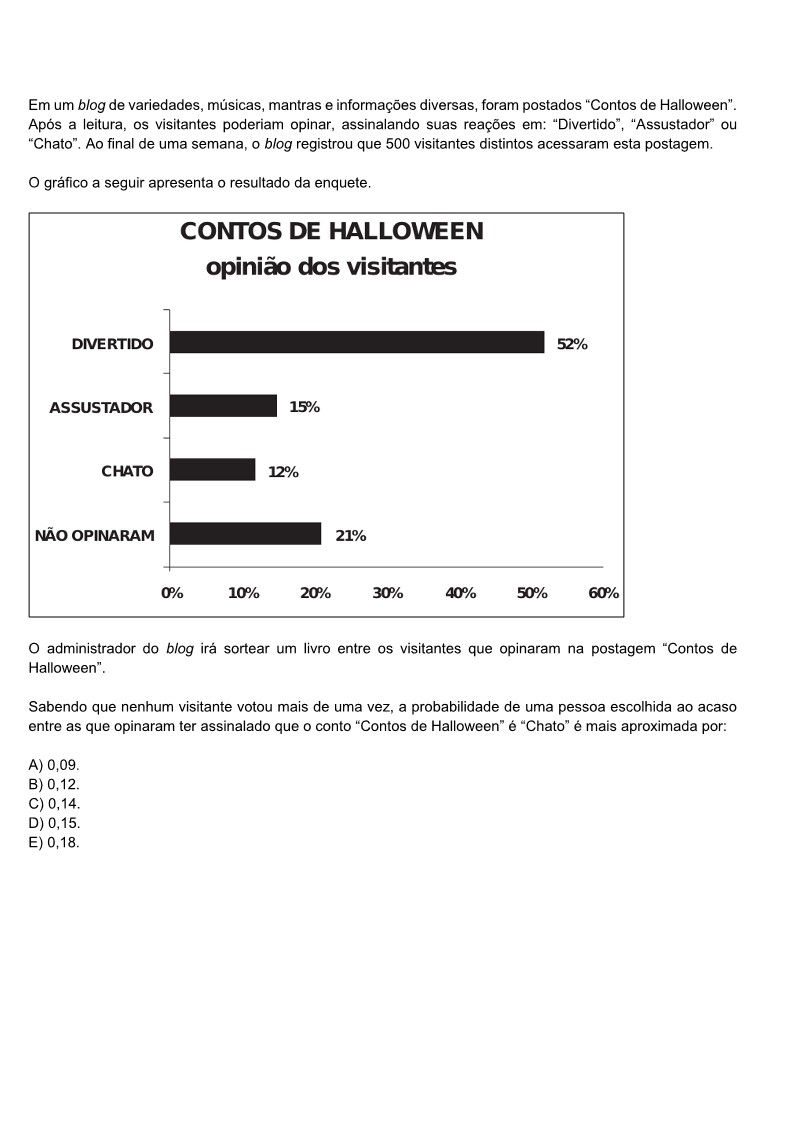 Em um blog de variedades, músicas, mantras e informações diversas, foram postados “Contos de Halloween”.
Após a leitura, os visitantes poderiam opinar, assinalando suas reações em: “Divertido”, “Assustador” ou
“Chato”. Ao final de uma semana, o blog registrou que 500 visitantes distintos acessaram esta postagem.
O gráfico a seguir apresenta o resultado da enquete.
CONTOS DE HALLOWEEN
opinião dos visitantes
DIVERTIDO 52%
ASSUSTADOR 15%
CHATO 12%
NÃO OPINARAM 21%
0% 10% 20% 30% 40% 50% 60%
O administrador do blog irá sortear um livro entre os visitantes que opinaram na postagem “Contos de
Halloween”.
Sabendo que nenhum visitante votou mais de uma vez, a probabilidade de uma pessoa escolhida ao acaso
entre as que opinaram ter assinalado que o conto “Contos de Halloween” é “Chato” é mais aproximada por:
A) 0,09.
B) 0,12.
C) 0,14.
D) 0,15.
E) 0,18.